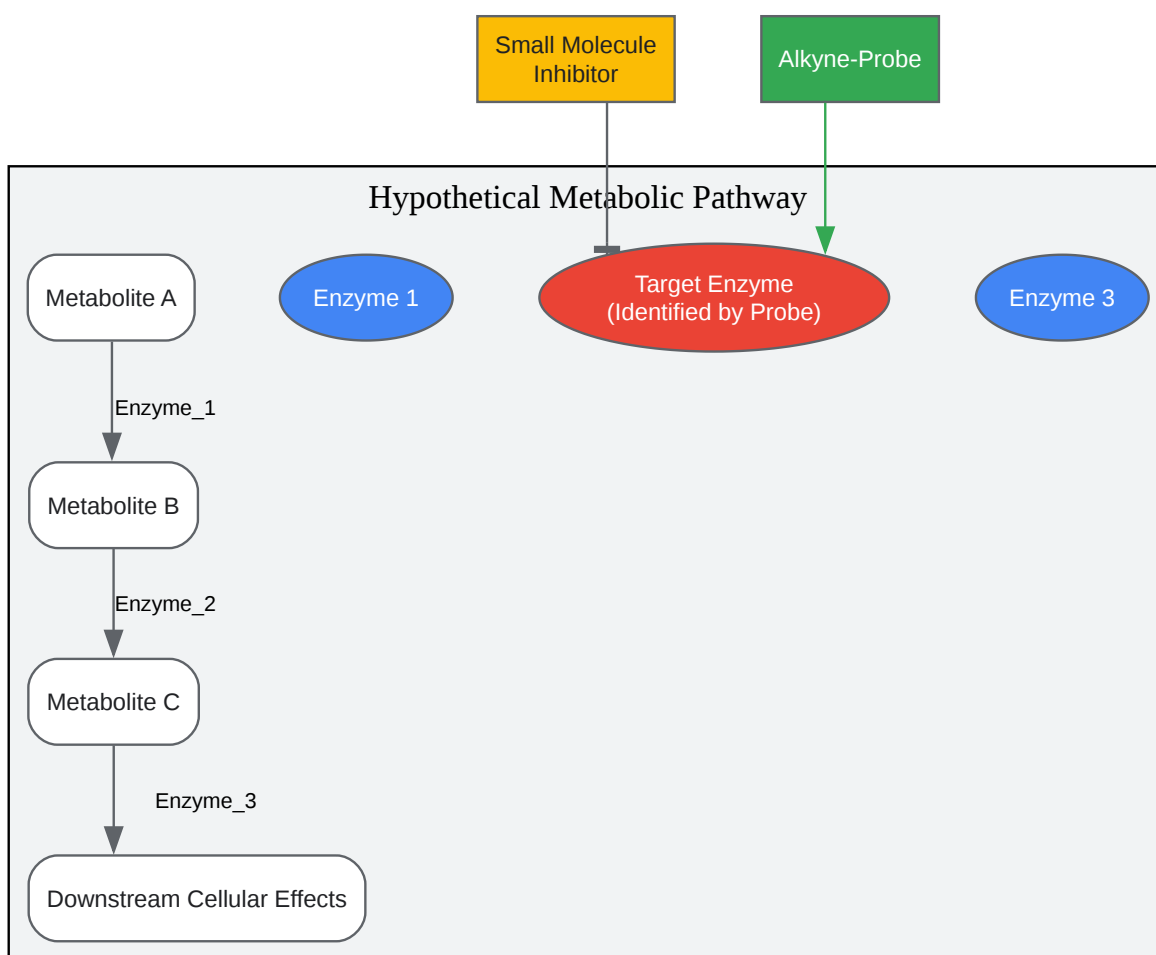 Small Molecule
Inhibitor
Alkyne-Probe
Hypothetical Metabolic Pathway
Metabolite A
Enzyme 1
Target Enzyme
(Identified by Probe)
Enzyme 3
Enzyme_1
Metabolite B
Enzyme_2
Metabolite C
Enzyme_3
Downstream Cellular Effects